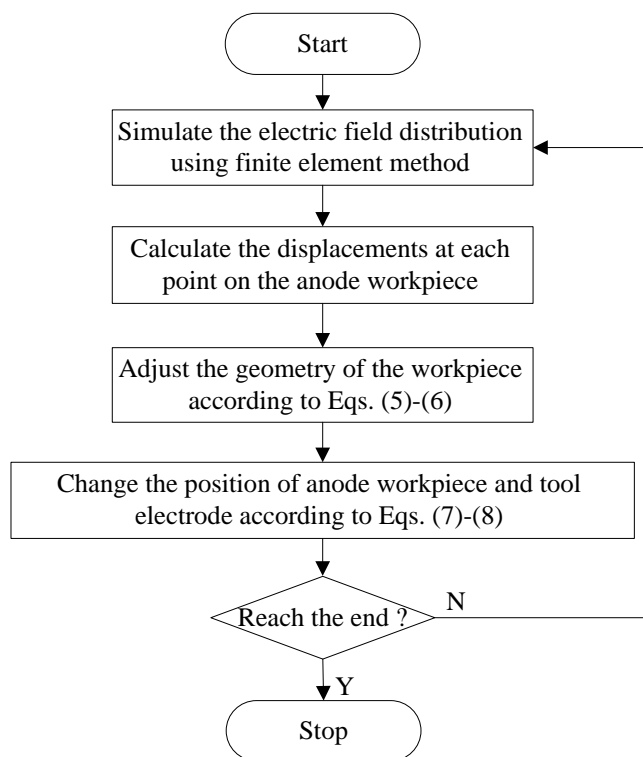 Start
Simulate the electric field distribution
using finite element method
Calculate the displacements at each
point on the anode workpiece
Adjust the geometry of the workpiece
according to Eqs. (5)-(6)
Change the position of anode workpiece and tool
electrode according to Eqs. (7)-(8)
Reach the end ?
N
Y
Stop